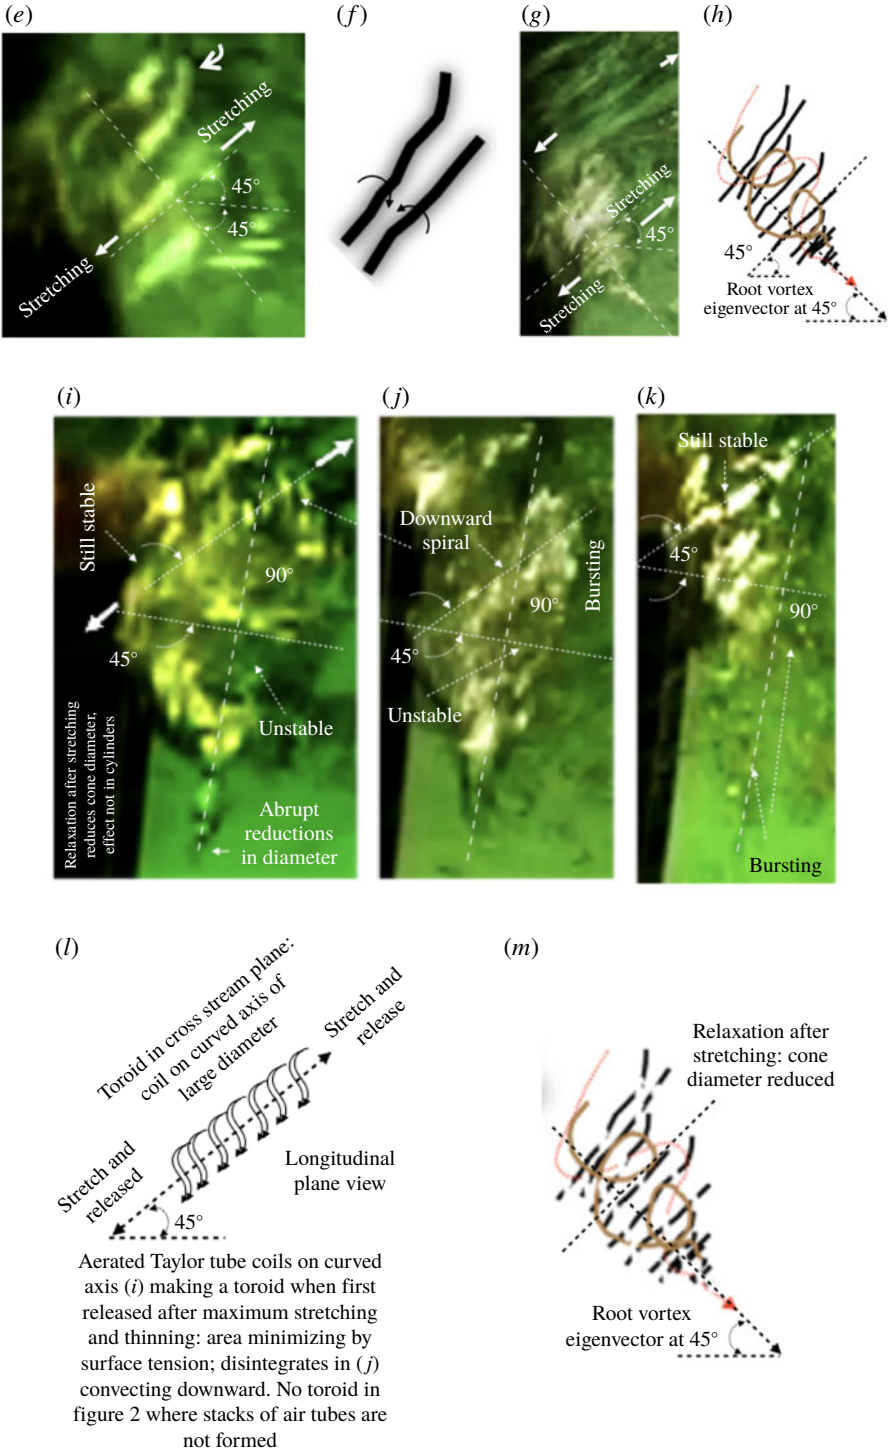 (e)
(f)
(g)
(h)
Stretching
45°
45°
Stretching
Stretching
45°
Stretching
45°
Root vortex
eigenvector at 45°
(i)
(j)
(k)
Still stable
90°
45°
Unstable
Relaxation after stretching
reduces cone diameter,
effect not in cylinders
Abrupt
reductions
in diameter
Downward
spiral
Bursting
90°
45°
Unstable
Still stable
45°
90°
Bursting
(l)
Toroid in cross stream plane:
coil on curved axis of
large diameter
Stretch and
release
Stretch and
released
45°
Longitudinal
plane view
Aerated Taylor tube coils on curved
axis (i) making a toroid when first
released after maximum stretching
and thinning: area minimizing by
surface tension; disintegrates in (j)
convecting downward. No toroid in
figure 2 where stacks of air tubes are
not formed
(m)
Relaxation after
stretching: cone
diameter reduced
Root vortex
eigenvector at 45°